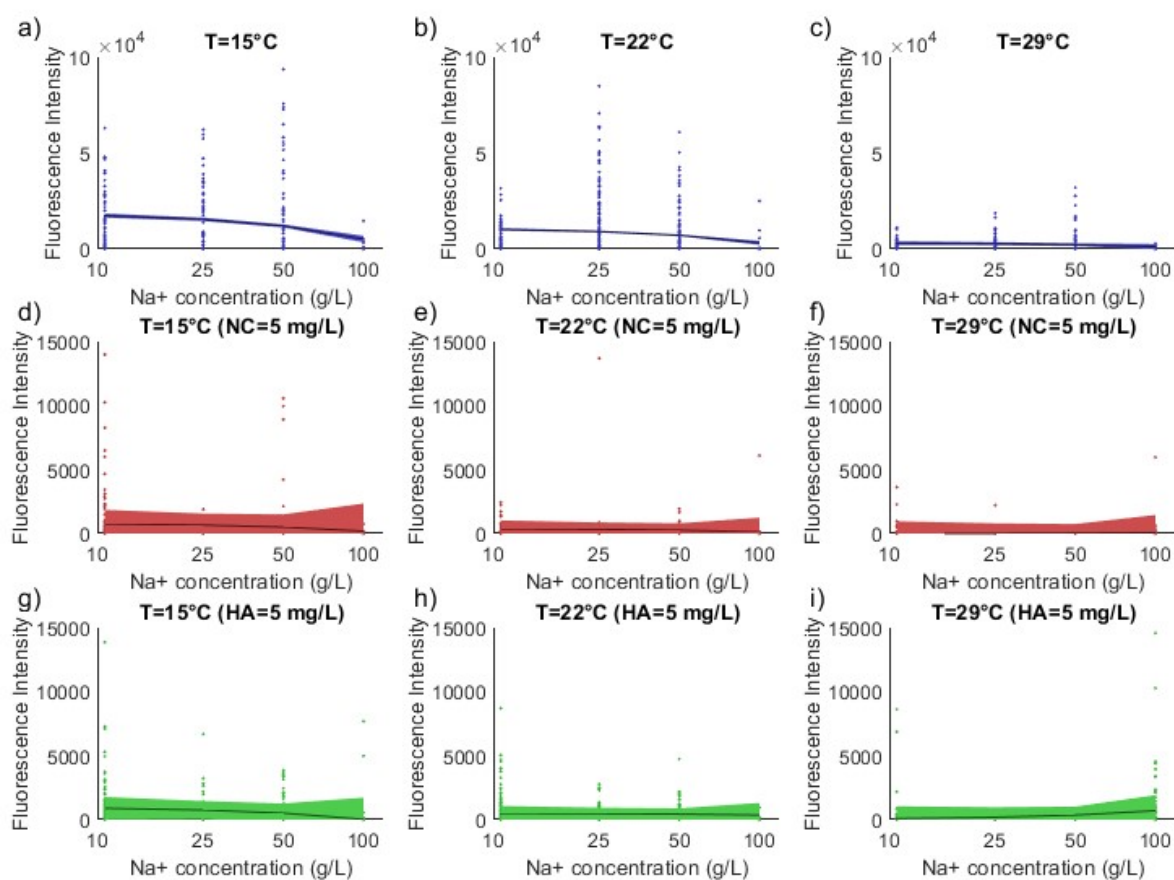 a) b) c)
×10⁴ ×10⁴ ×10⁴
T=15°C T=22°C T=29°C
Fluorescence Intensity Fluorescence Intensity Fluorescence Intensity
10 10 10
5 5 5
0 0 0
10 25 50 100 10 25 50 100 10 25 50 100
Na+ concentration (g/L) Na+ concentration (g/L) Na+ concentration (g/L)
d) e) f)
T=15°C (NC=5 mg/L) T=22°C (NC=5 mg/L) T=29°C (NC=5 mg/L)
Fluorescence Intensity Fluorescence Intensity Fluorescence Intensity
15000 15000 15000
10000 10000 10000
5000 5000 5000
0 0 0
10 25 50 100 10 25 50 100 10 25 50 100
Na+ concentration (g/L) Na+ concentration (g/L) Na+ concentration (g/L)
g) h) i)
T=15°C (HA=5 mg/L) T=22°C (HA=5 mg/L) T=29°C (HA=5 mg/L)
Fluorescence Intensity Fluorescence Intensity Fluorescence Intensity
15000 15000 15000
10000 10000 10000
5000 5000 5000
0 0 0
10 25 50 100 10 25 50 100 10 25 50 100
Na+ concentration (g/L) Na+ concentration (g/L) Na+ concentration (g/L)